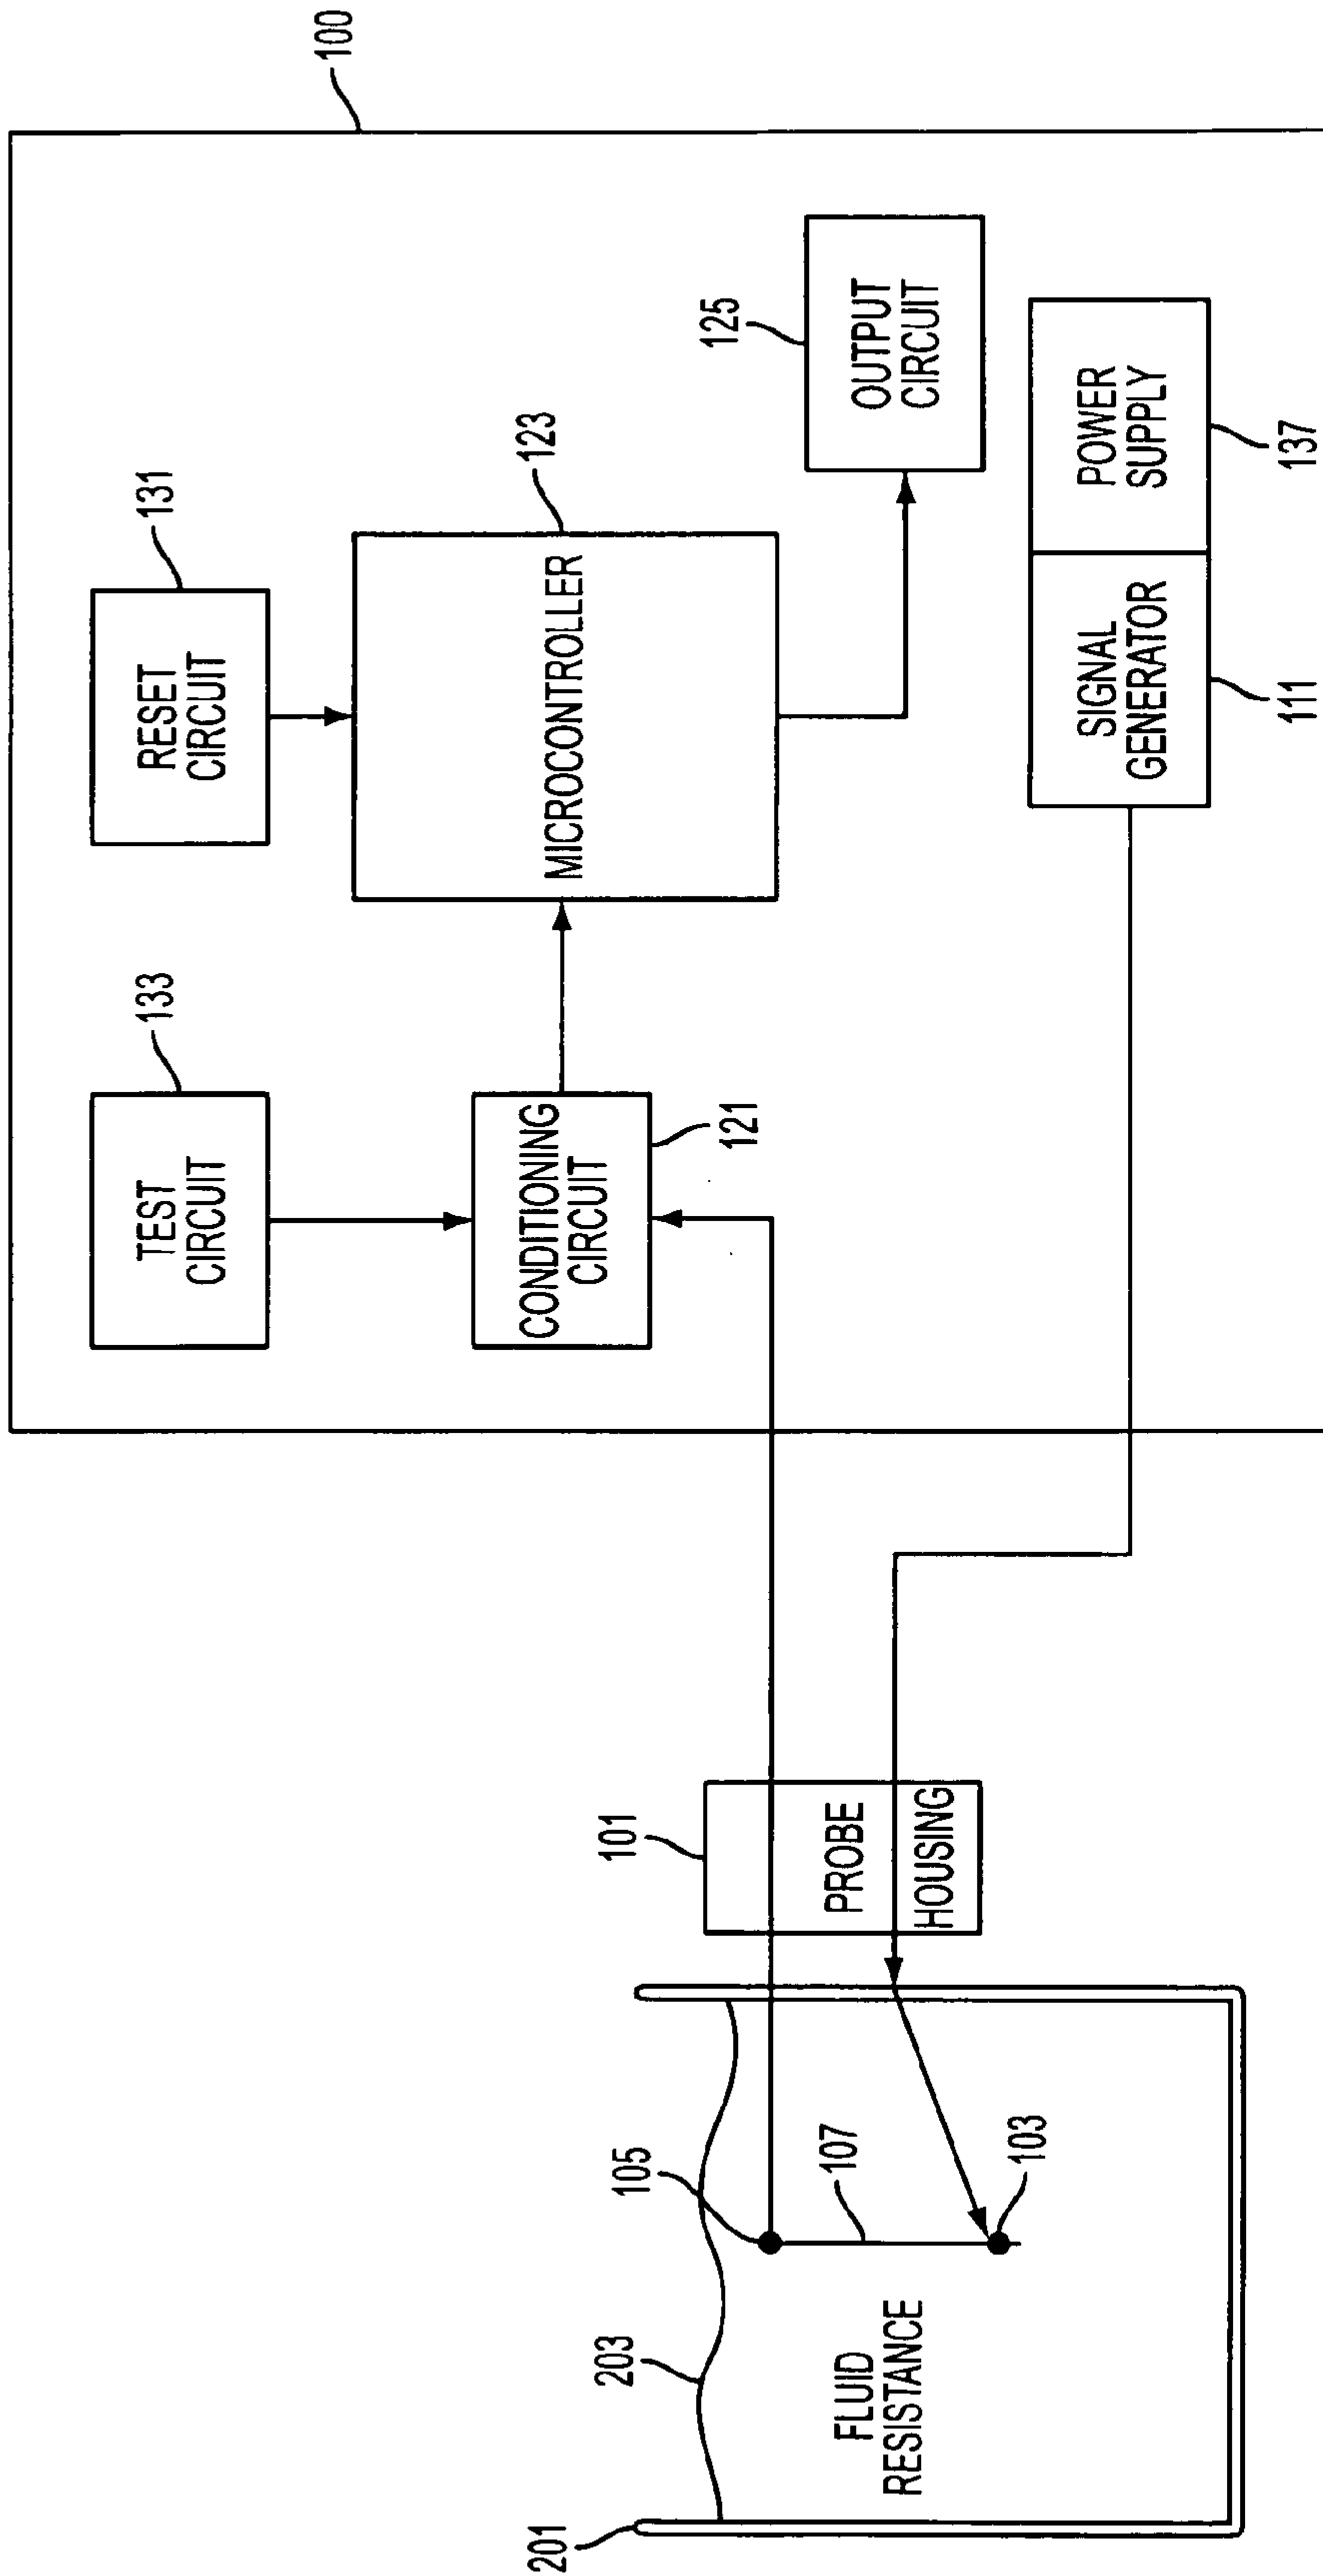 100
131
RESET
CIRCUIT
133
TEST
CIRCUIT
123
MICROCONTROLLER
CONDITIONING
CIRCUIT
121
125
OUTPUT
CIRCUIT
SIGNAL
GENERATOR
111
POWER
SUPPLY
137
101
PROBE
HOUSING
201
203
105
107
103
FLUID
RESISTANCE